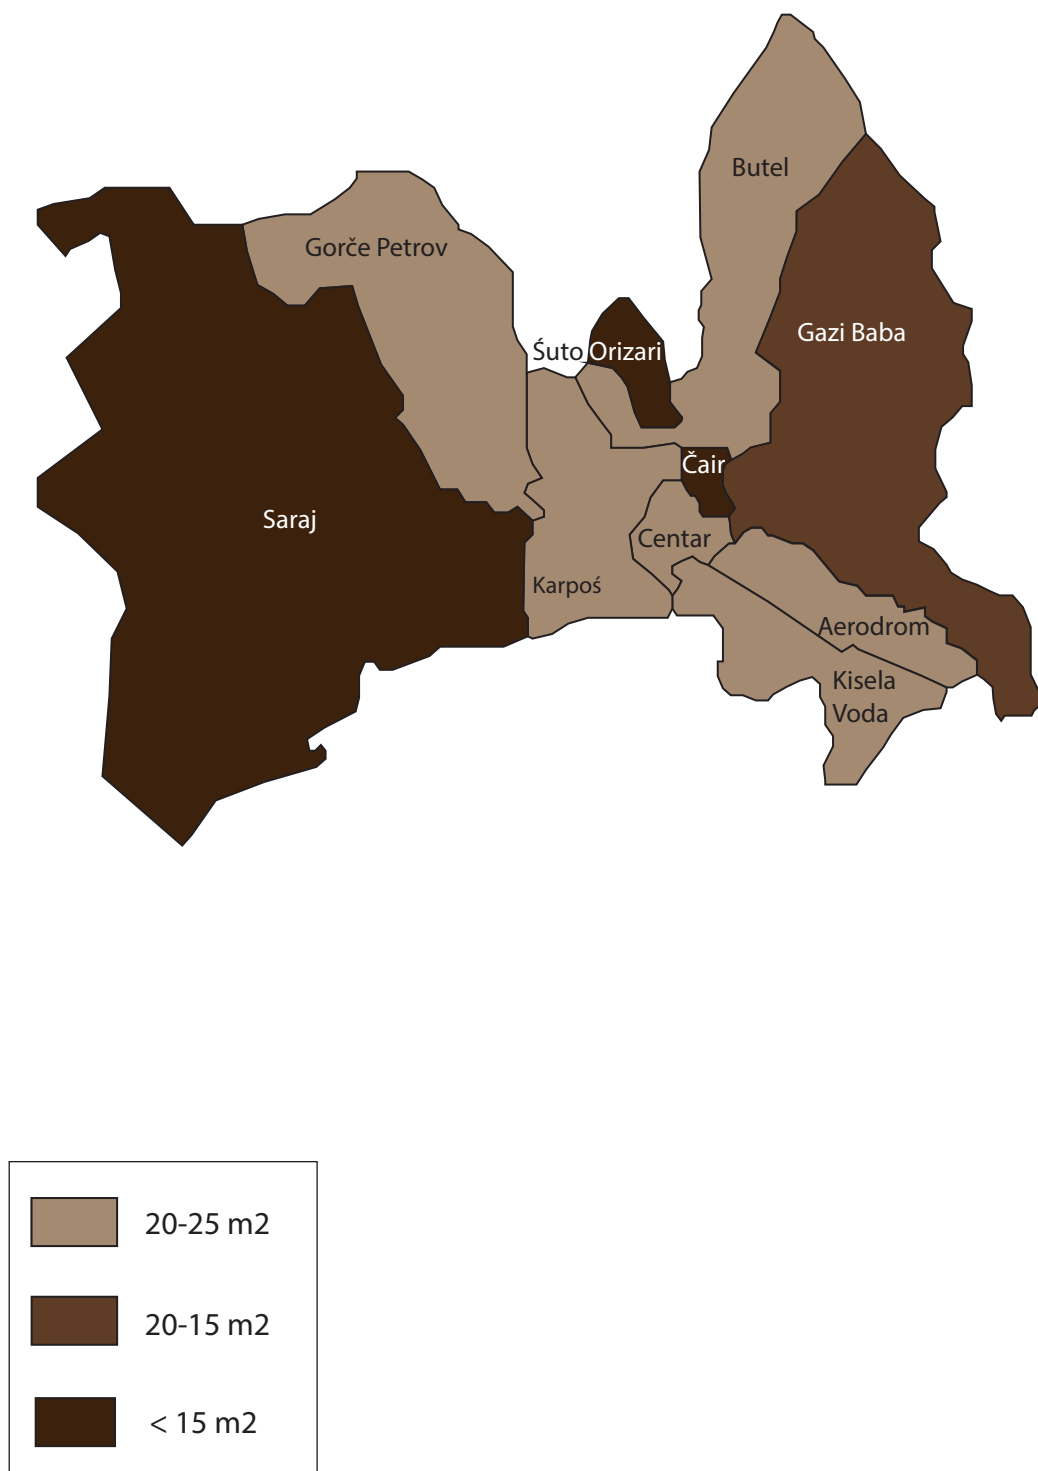 Butel
Gorče Petrov
Gazi Baba
Śuto Orizari
Čair
Saraj
Centar
Karpoś
Aerodrom
Kisela
Voda
20-25 m2
20-15 m2
< 15 m2